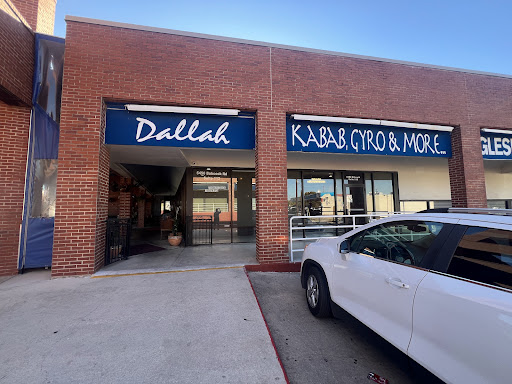 Dallah
KABAB, GYRO & MORE...
GLES